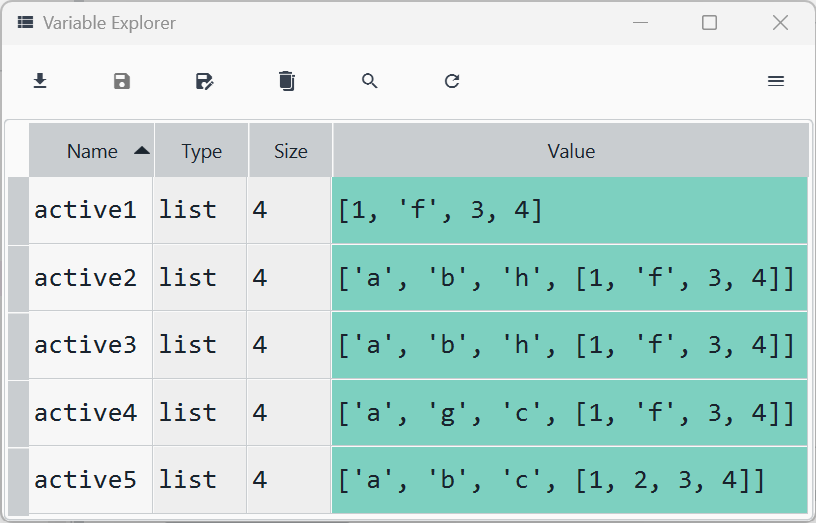 Variable Explorer
Name Type Size Value
active1 list 4 [1, 'f', 3, 4]
active2 list 4 ['a', 'b', 'h', [1, 'f', 3, 4]]
active3 list 4 ['a', 'b', 'h', [1, 'f', 3, 4]]
active4 list 4 ['a', 'g', 'c', [1, 'f', 3, 4]]
active5 list 4 ['a', 'b', 'c', [1, 2, 3, 4]]